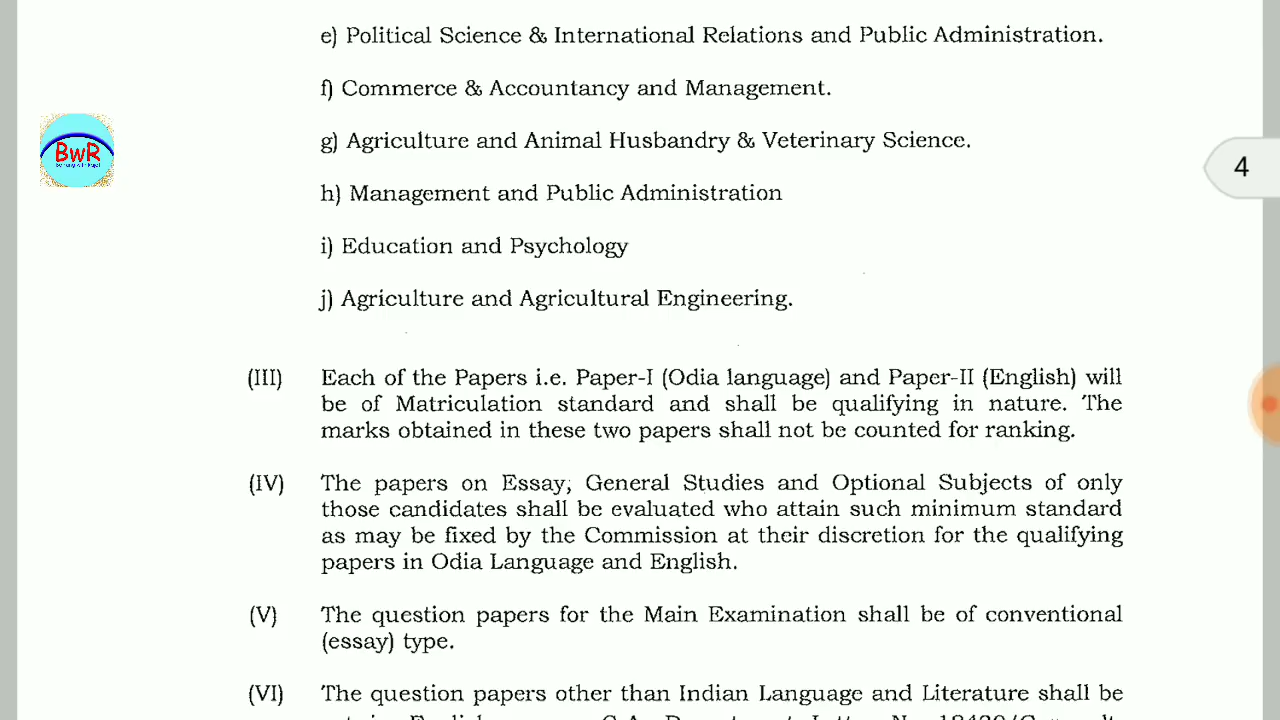 e) Political Science & International Relations and Public Administration.
f) Commerce & Accountancy and Management.
BwR
g) Agriculture and Animal Husbandry & Veterinary Science.
4
h) Management and Public Administration
i) Education and Psychology
j) Agriculture and Agricultural Engineering.
(III) Each of the Papers i.e. Paper-I (Odia language) and Paper-II (English) will
be of Matriculation standard and shall be qualifying in nature. The
marks obtained in these two papers shall not be counted for ranking.
(IV) The papers on Essay, General Studies and Optional Subjects of only
those candidates shall be evaluated who attain such minimum standard
as may be fixed by the Commission at their discretion for the qualifying
papers in Odia Language and English.
(V) The question papers for the Main Examination shall be of conventional
(essay) type.
(VI) The question papers other than Indian Language and Literature shall be